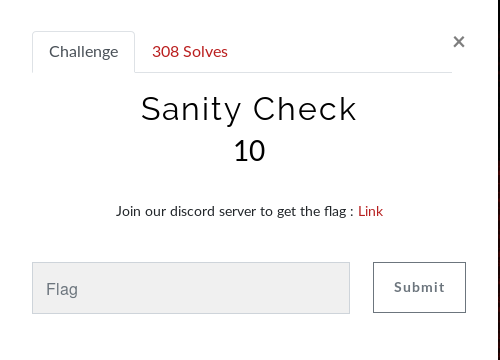 Challenge
308 Solves
×
Sanity Check
10
Join our discord server to get the flag : Link
Flag
Submit